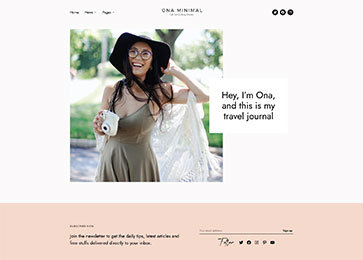 Home News Pages
ONA MINIMAL
Hey, I'm Ona,
and this is my
travel journal
SUBSCRIBE NOW
Join the newsletter to get the daily tips, latest articles and
free stuffs delivered directly to your inbox.
Your email address
Follow